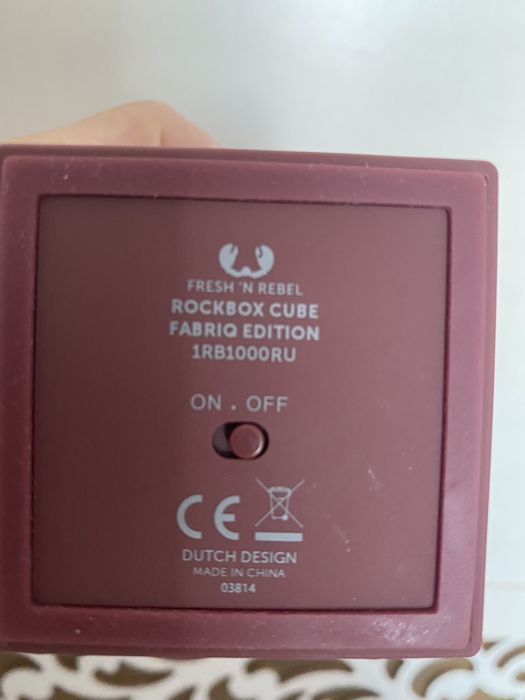 FRESH 'N REBEL
ROCKBOX CUBE
FABRIQ EDITION
1RB1000RU
ON . OFF
CE
DUTCH DESIGN
MADE IN CHINA
03814